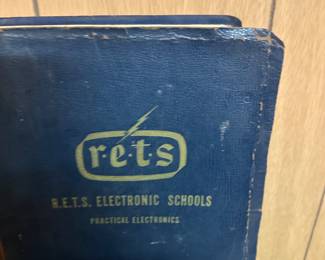 r·e·t·s
R.E.T.S. ELECTRONIC SCHOOLS
PRACTICAL ELECTRONICS